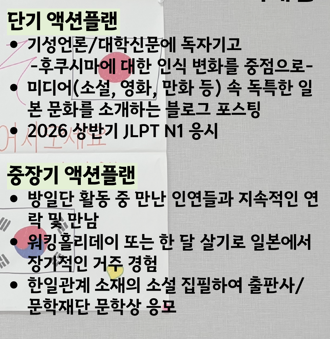 단기 액션플랜
• 기성언론/대학신문에 독자기고
-후쿠시마에 대한 인식 변화를 중점으로-
• 미디어(소설, 영화, 만화 등) 속 독특한 일
본 문화를 소개하는 블로그 포스팅
• 2026 상반기 JLPT N1 응시
중장기 액션플랜
• 방일단 활동 중 만난 인연들과 지속적인 연
락 및 만남
• 워킹홀리데이 또는 한 달 살기로 일본에서
장기적인 거주 경험
• 한일관계 소재의 소설 집필하여 출판사/
문학재단 문학상 응모